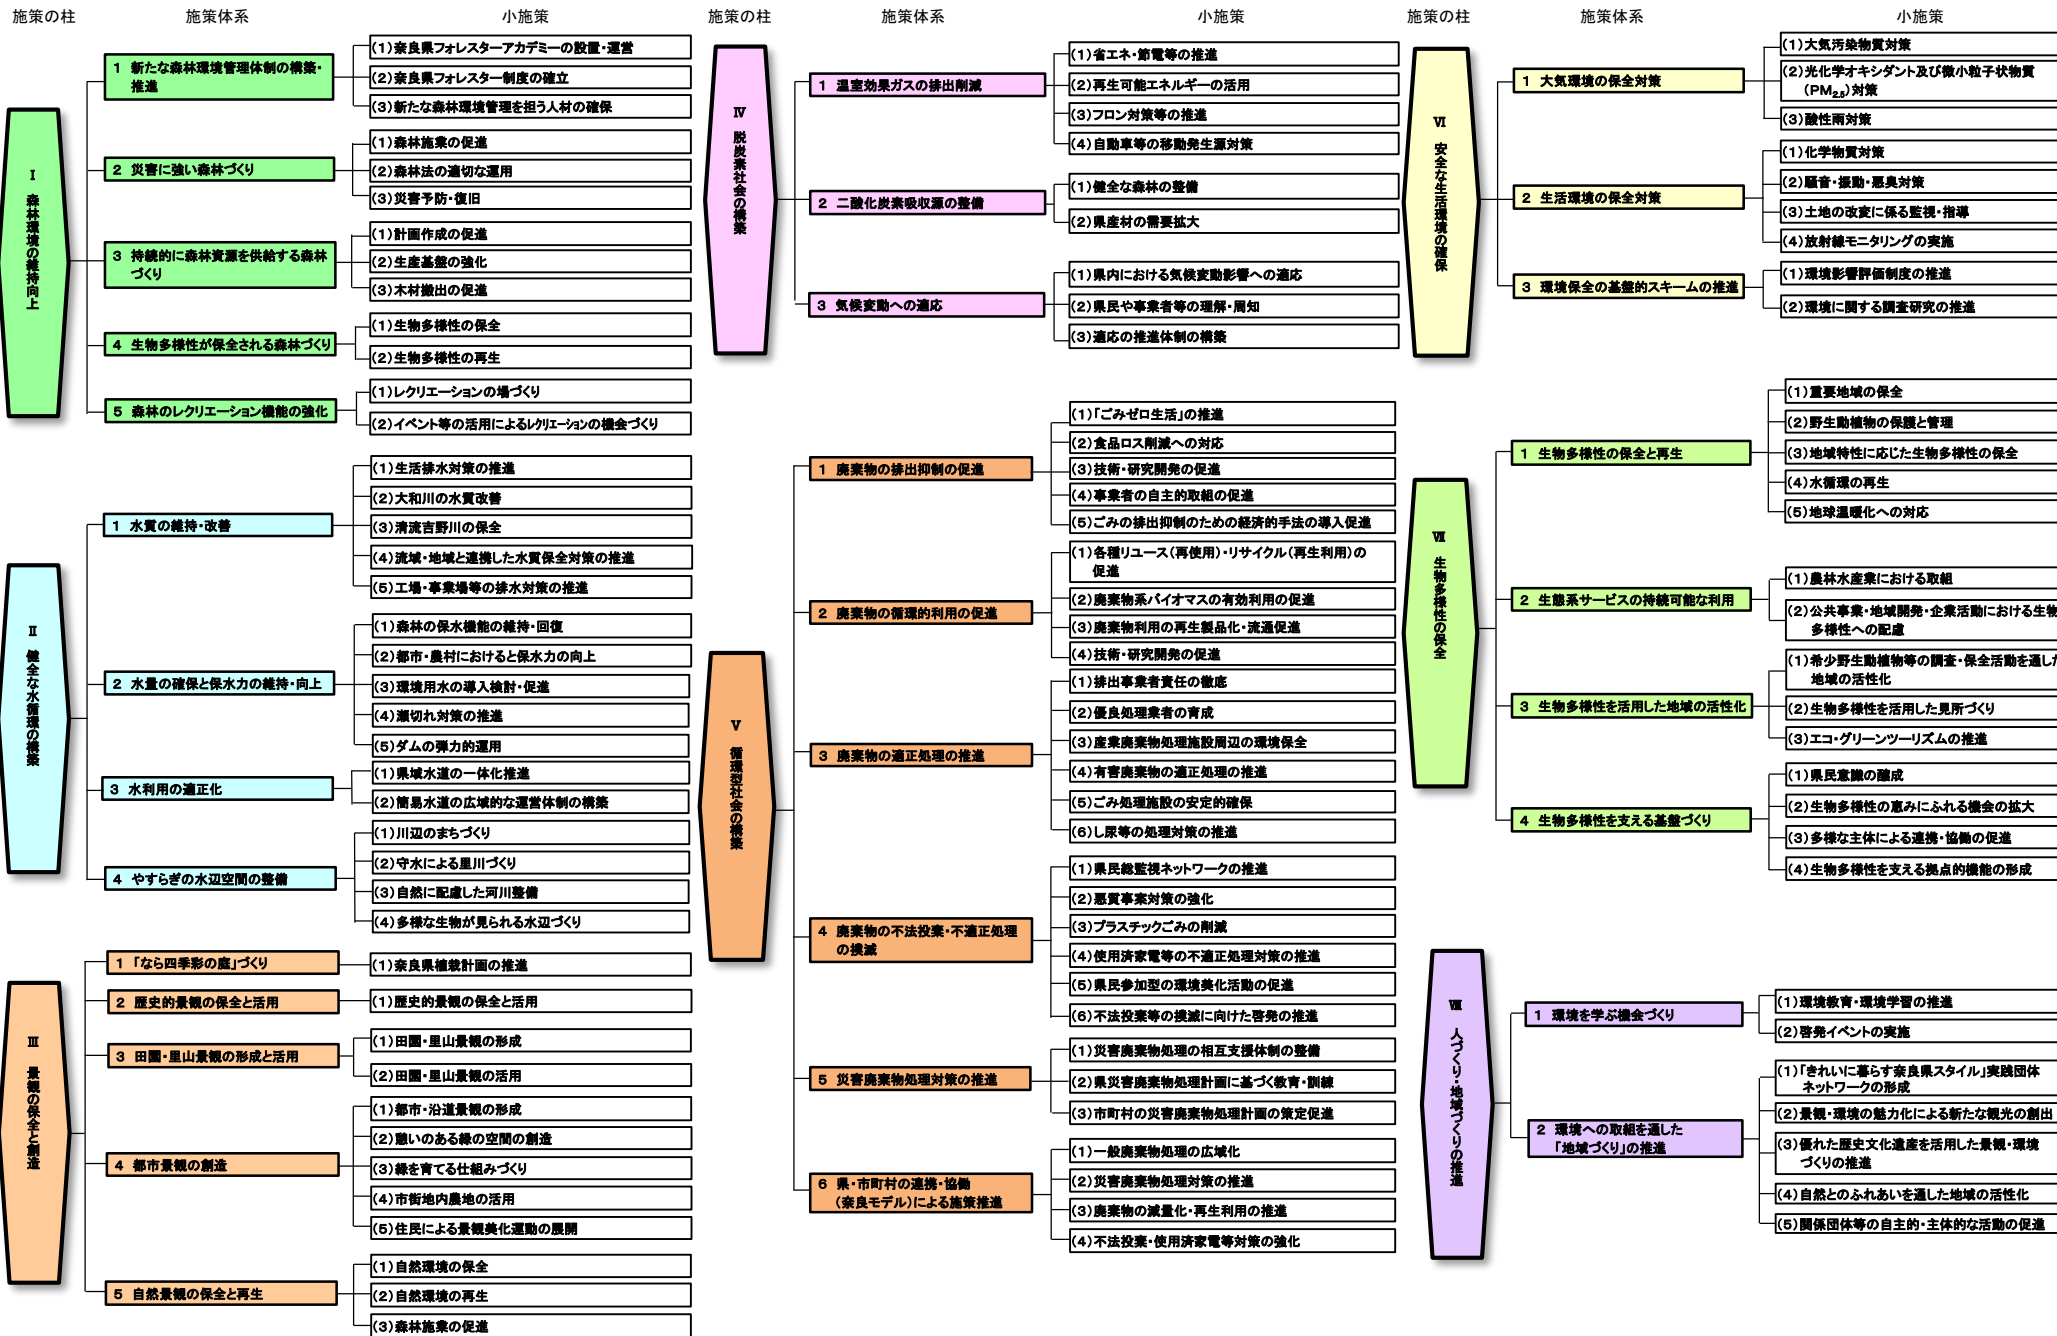 施策の柱
施策体系
小施策
Ⅰ 森林環境の維持向上
1 新たな森林環境管理体制の構築・
推進
(1)奈良県フォレスターアカデミーの設置・運営
(2)奈良県フォレスター制度の確立
(3)新たな森林環境管理を担う人材の確保
2 災害に強い森林づくり
(1)森林施業の促進
(2)森林法の適切な運用
(3)災害予防・復旧
3 持続的に森林資源を供給する森林
づくり
(1)計画作成の促進
(2)生産基盤の強化
(3)木材搬出の促進
4 生物多様性が保全される森林づくり
(1)生物多様性の保全
(2)生物多様性の再生
5 森林のレクリエーション機能の強化
(1)レクリエーションの場づくり
(2)イベント等の活用によるレクリエーションの機会づくり
Ⅱ 健全な水循環の構築
1 水質の維持・改善
(1)生活排水対策の推進
(2)大和川の水質改善
(3)清流吉野川の保全
(4)流域・地域と連携した水質保全対策の推進
(5)工場・事業場等の排水対策の推進
2 水量の確保と保水力の維持・向上
(1)森林の保水機能の維持・回復
(2)都市・農村におけると保水力の向上
(3)環境用水の導入検討・促進
(4)瀬切れ対策の推進
(5)ダムの弾力的運用
3 水利用の適正化
(1)県域水道の一体化推進
(2)簡易水道の広域的な運営体制の構築
4 やすらぎの水辺空間の整備
(1)川辺のまちづくり
(2)守水による里川づくり
(3)自然に配慮した河川整備
(4)多様な生物が見られる水辺づくり
Ⅲ 景観の保全と創造
1 「なら四季彩の庭」づくり
(1)奈良県植栽計画の推進
2 歴史的景観の保全と活用
(1)歴史的景観の保全と活用
3 田園・里山景観の形成と活用
(1)田園・里山景観の形成
(2)田園・里山景観の活用
4 都市景観の創造
(1)都市・沿道景観の形成
(2)憩いのある緑の空間の創造
(3)緑を育てる仕組みづくり
(4)市街地内農地の活用
(5)住民による景観美化運動の展開
5 自然景観の保全と再生
(1)自然環境の保全
(2)自然環境の再生
(3)森林施業の促進
施策の柱
施策体系
小施策
Ⅳ 脱炭素社会の構築
1 温室効果ガスの排出削減
(1)省エネ・節電等の推進
(2)再生可能エネルギーの活用
(3)フロン対策等の推進
(4)自動車等の移動発生源対策
2 二酸化炭素吸収源の整備
(1)健全な森林の整備
(2)県産材の需要拡大
3 気候変動への適応
(1)県内における気候変動影響への適応
(2)県民や事業者等の理解・周知
(3)適応の推進体制の構築
Ⅴ 循環型社会の構築
1 廃棄物の排出抑制の促進
(1)「ごみゼロ生活」の推進
(2)食品ロス削減への対応
(3)技術・研究開発の促進
(4)事業者の自主的取組の促進
(5)ごみの排出抑制のための経済的手法の導入促進
2 廃棄物の循環的利用の促進
(1)各種リユース(再使用)・リサイクル(再生利用)の
促進
(2)廃棄物系バイオマスの有効利用の促進
(3)廃棄物利用の再生製品化・流通促進
(4)技術・研究開発の促進
3 廃棄物の適正処理の推進
(1)排出事業者責任の徹底
(2)優良処理業者の育成
(3)産業廃棄物処理施設周辺の環境保全
(4)有害廃棄物の適正処理の推進
(5)ごみ処理施設の安定的確保
(6)し尿等の処理対策の推進
4 廃棄物の不法投棄・不適正処理
の撲滅
(1)県民総監視ネットワークの推進
(2)悪質事案対策の強化
(3)プラスチックごみの削減
(4)使用済家電等の不適正処理対策の推進
(5)県民参加型の環境美化活動の促進
(6)不法投棄等の撲滅に向けた啓発の推進
5 災害廃棄物処理対策の推進
(1)災害廃棄物処理の相互支援体制の整備
(2)県災害廃棄物処理計画に基づく教育・訓練
(3)市町村の災害廃棄物処理計画の策定促進
6 県・市町村の連携・協働
(奈良モデル)による施策推進
(1)一般廃棄物処理の広域化
(2)災害廃棄物処理対策の推進
(3)廃棄物の減量化・再生利用の推進
(4)不法投棄・使用済家電等対策の強化
施策の柱
施策体系
小施策
Ⅵ 安全な生活環境の確保
1 大気環境の保全対策
(1)大気汚染物質対策
(2)光化学オキシダント及び微小粒子状物質
(PM2.5)対策
(3)酸性雨対策
2 生活環境の保全対策
(1)化学物質対策
(2)騒音・振動・悪臭対策
(3)土地の改変に係る監視・指導
(4)放射線モニタリングの実施
3 環境保全の基盤的スキームの推進
(1)環境影響評価制度の推進
(2)環境に関する調査研究の推進
Ⅶ 生物多様性の保全
1 生物多様性の保全と再生
(1)重要地域の保全
(2)野生動植物の保護と管理
(3)地域特性に応じた生物多様性の保全
(4)水循環の再生
(5)地球温暖化への対応
2 生態系サービスの持続可能な利用
(1)農林水産業における取組
(2)公共事業・地域開発・企業活動における生物
多様性への配慮
3 生物多様性を活用した地域の活性化
(1)希少野生動植物等の調査・保全活動を通した
地域の活性化
(2)生物多様性を活用した見所づくり
(3)エコ・グリーンツーリズムの推進
4 生物多様性を支える基盤づくり
(1)県民意識の醸成
(2)生物多様性の恵みにふれる機会の拡大
(3)多様な主体による連携・協働の促進
(4)生物多様性を支える拠点的機能の形成
Ⅷ 人づくり・地域づくりの推進
1 環境を学ぶ機会づくり
(1)環境教育・環境学習の推進
(2)啓発イベントの実施
2 環境への取組を通した
「地域づくり」の推進
(1)「きれいに暮らす奈良県スタイル」実践団体
ネットワークの形成
(2)景観・環境の魅力化による新たな観光の創出
(3)優れた歴史文化遺産を活用した景観・環境
づくりの推進
(4)自然とのふれあいを通した地域の活性化
(5)関係団体等の自主的・主体的な活動の促進